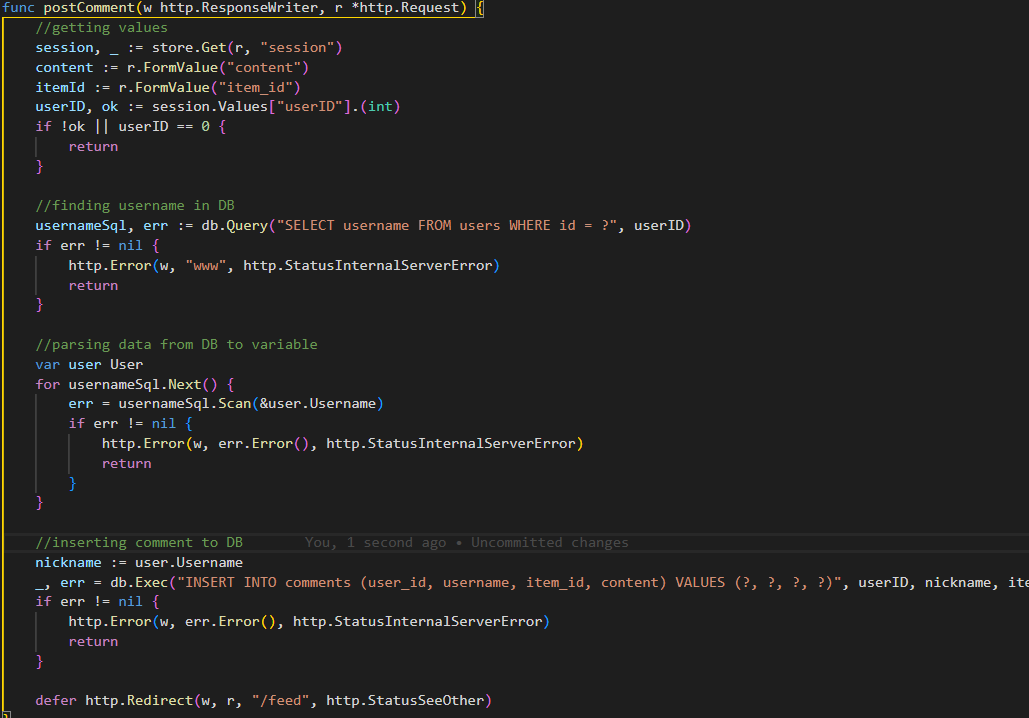 func postComment(w http.ResponseWriter, r *http.Request) {
//getting values
session, _ := store.Get(r, "session")
content := r.FormValue("content")
itemId := r.FormValue("item_id")
userID, ok := session.Values["userID"].(int)
if !ok || userID == 0 {
return
}
//finding username in DB
usernameSql, err := db.Query("SELECT username FROM users WHERE id = ?", userID)
if err != nil {
http.Error(w, "www", http.StatusInternalServerError)
return
}
//parsing data from DB to variable
var user User
for usernameSql.Next() {
err = usernameSql.Scan(&user.Username)
if err != nil {
http.Error(w, err.Error(), http.StatusInternalServerError)
return
}
}
//inserting comment to DB You, 1 second ago • Uncommitted changes
nickname := user.Username
_, err = db.Exec("INSERT INTO comments (user_id, username, item_id, content) VALUES (?, ?, ?, ?)", userID, nickname, ite
if err != nil {
http.Error(w, err.Error(), http.StatusInternalServerError)
return
}
defer http.Redirect(w, r, "/feed", http.StatusSeeOther)
}